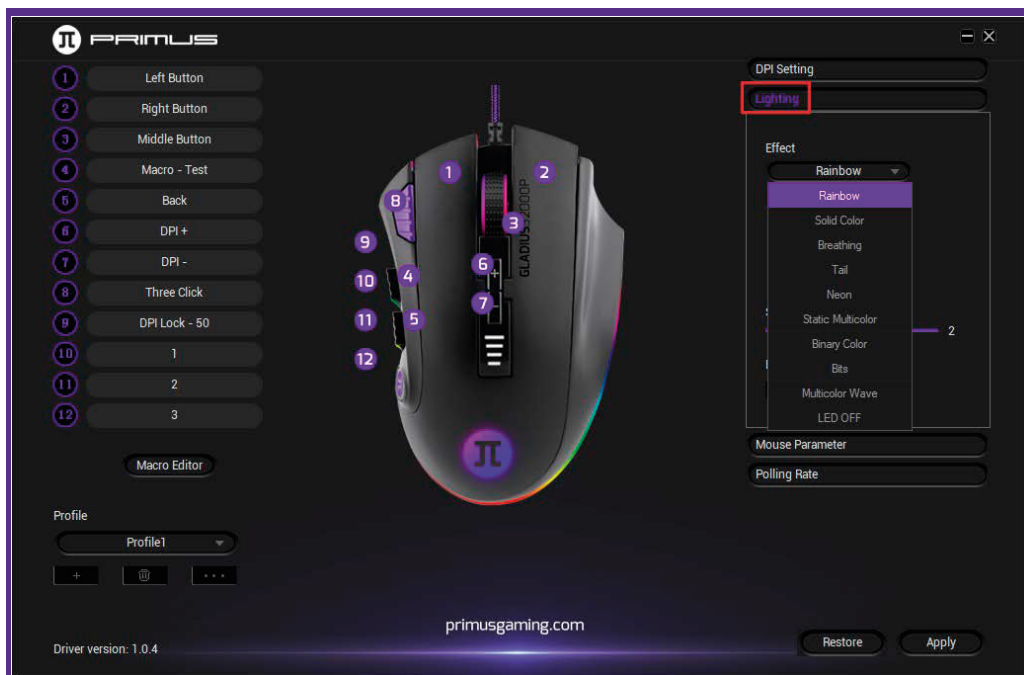 PRIMUS
1 Left Button
2 Right Button
3 Middle Button
4 Macro - Test
5 Back
6 DPI +
7 DPI -
8 Three Click
9 DPI Lock - 50
10 1
11 2
12 3
Macro Editor
Profile
Profile1
+ ...
Driver version: 1.0.4
1
2
3
4
5
6
7
8
9
10
11
12
+
-
primusgaming.com
DPI Setting
Lighting
Effect
Rainbow
Rainbow
Solid Color
Breathing
Tail
Neon
Static Multicolor
Binary Color
Bits
Multicolor Wave
LED OFF
2
Mouse Parameter
Polling Rate
Restore
Apply